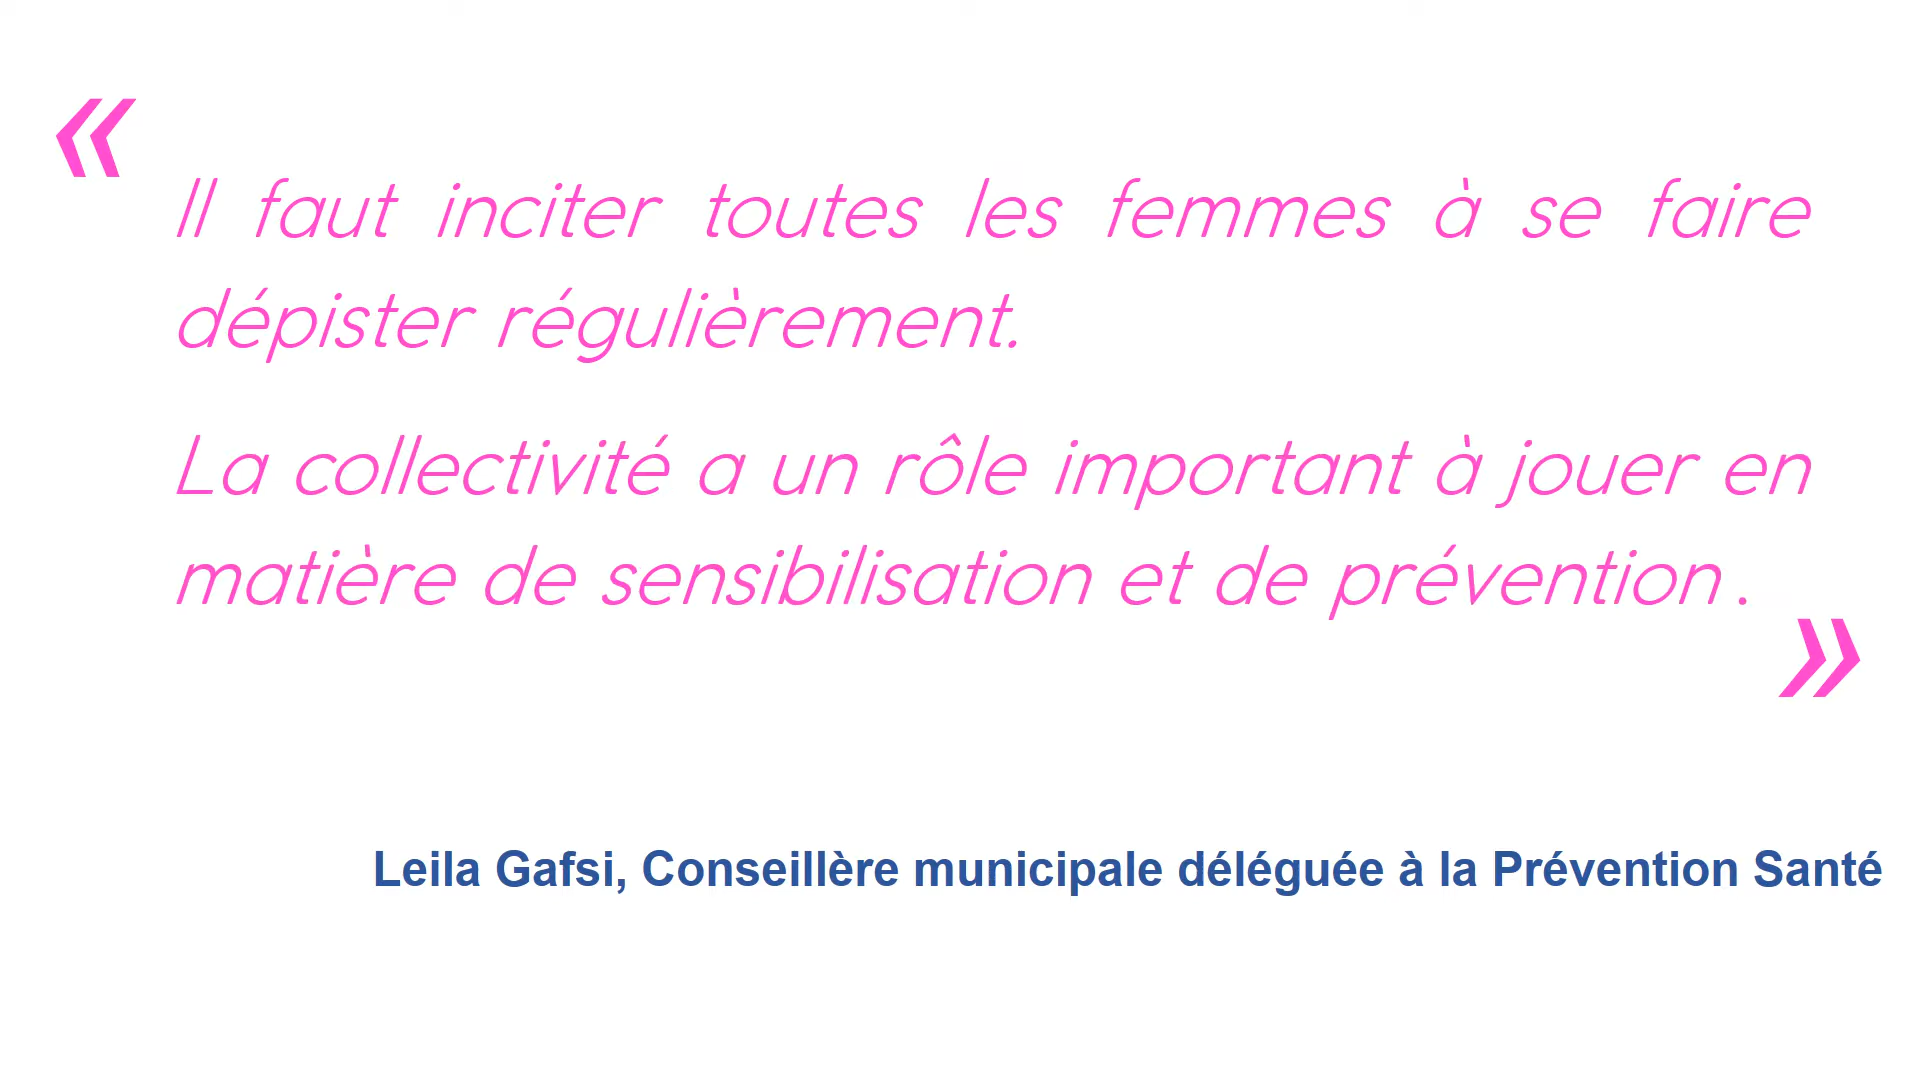 «
Il faut inciter toutes les femmes à se faire
dépister régulièrement.
La collectivité a un rôle important à jouer en
matière de sensibilisation et de prévention .
»
Leila Gafsi, Conseillère municipale déléguée à la Prévention Santé